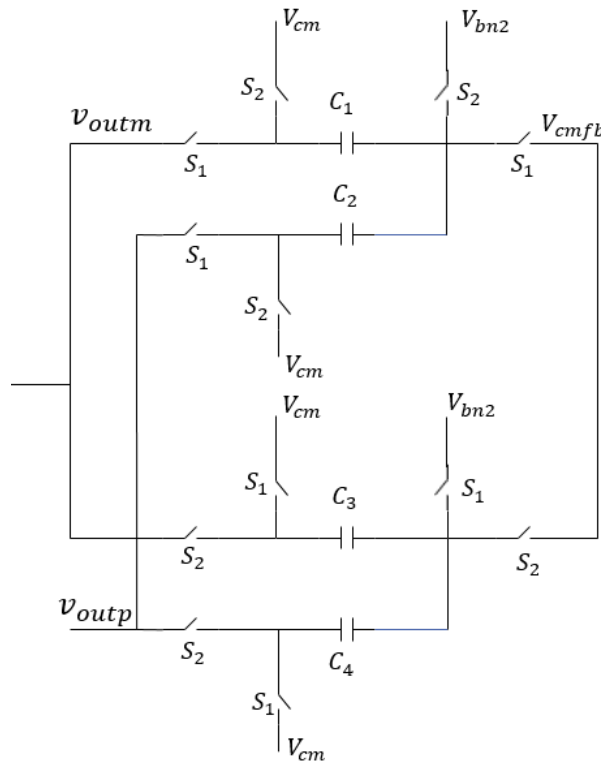 V_cm V_bn2
S_2 C_1 S_2
v_outm V_cmfb
S_1 S_1
C_2
S_1
S_2
V_cm
V_cm V_bn2
S_1 C_3 S_1
S_2 S_2
v_outp
S_2 C_4
S_1
V_cm